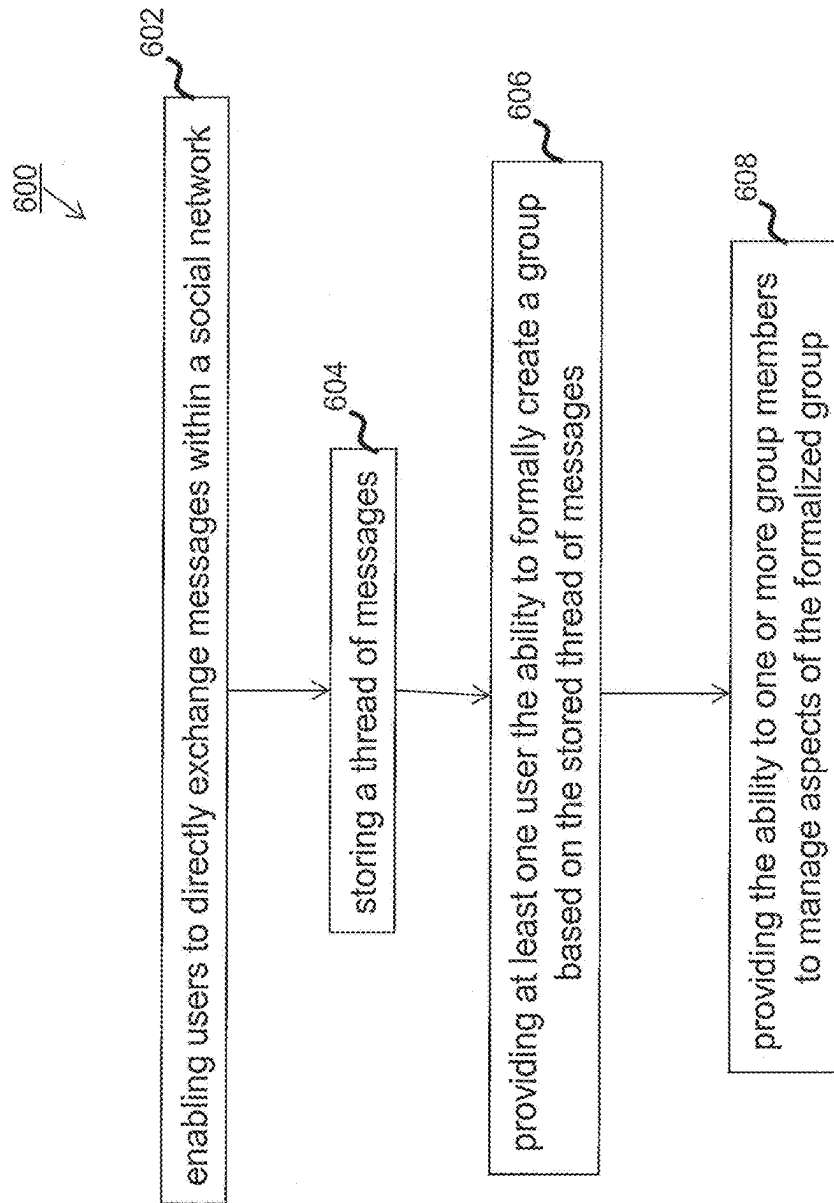 600
602
enabling users to directly exchange messages within a social network
604
storing a thread of messages
606
providing at least one user the ability to formally create a group
based on the stored thread of messages
608
providing the ability to one or more group members
to manage aspects of the formalized group